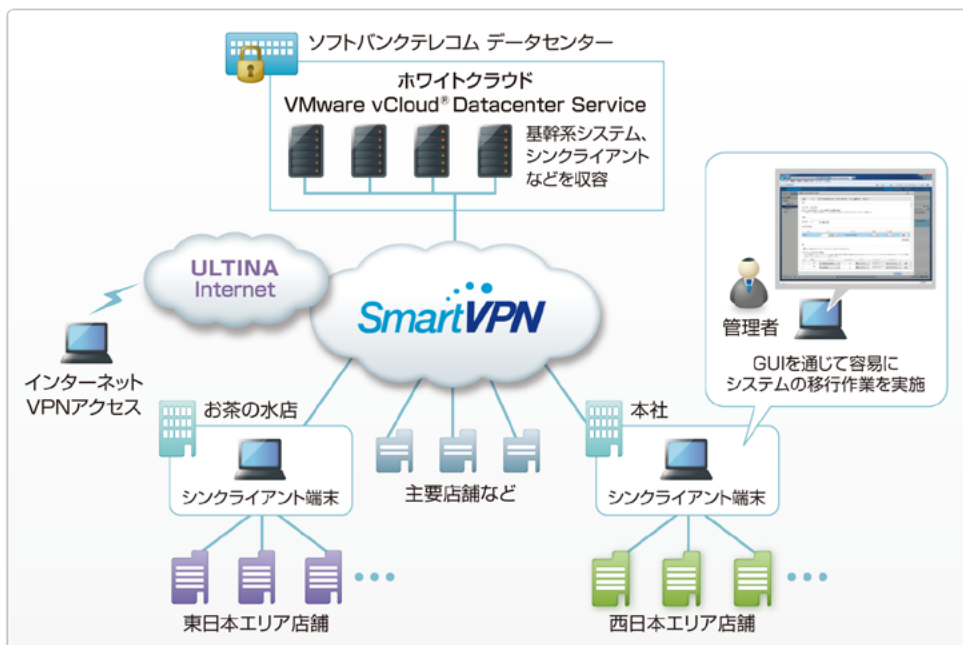 ソフトバンクテレコム データセンター
ホワイトクラウド
VMware vCloud® Datacenter Service
基幹系システム、
シンクライアント
などを収容
ULTINA
Internet
SmartVPN
インターネット
VPNアクセス
管理者
GUIを通じて容易に
システムの移行作業を実施
お茶の水店
シンクライアント端末
主要店舗など
本社
シンクライアント端末
東日本エリア店舗
西日本エリア店舗